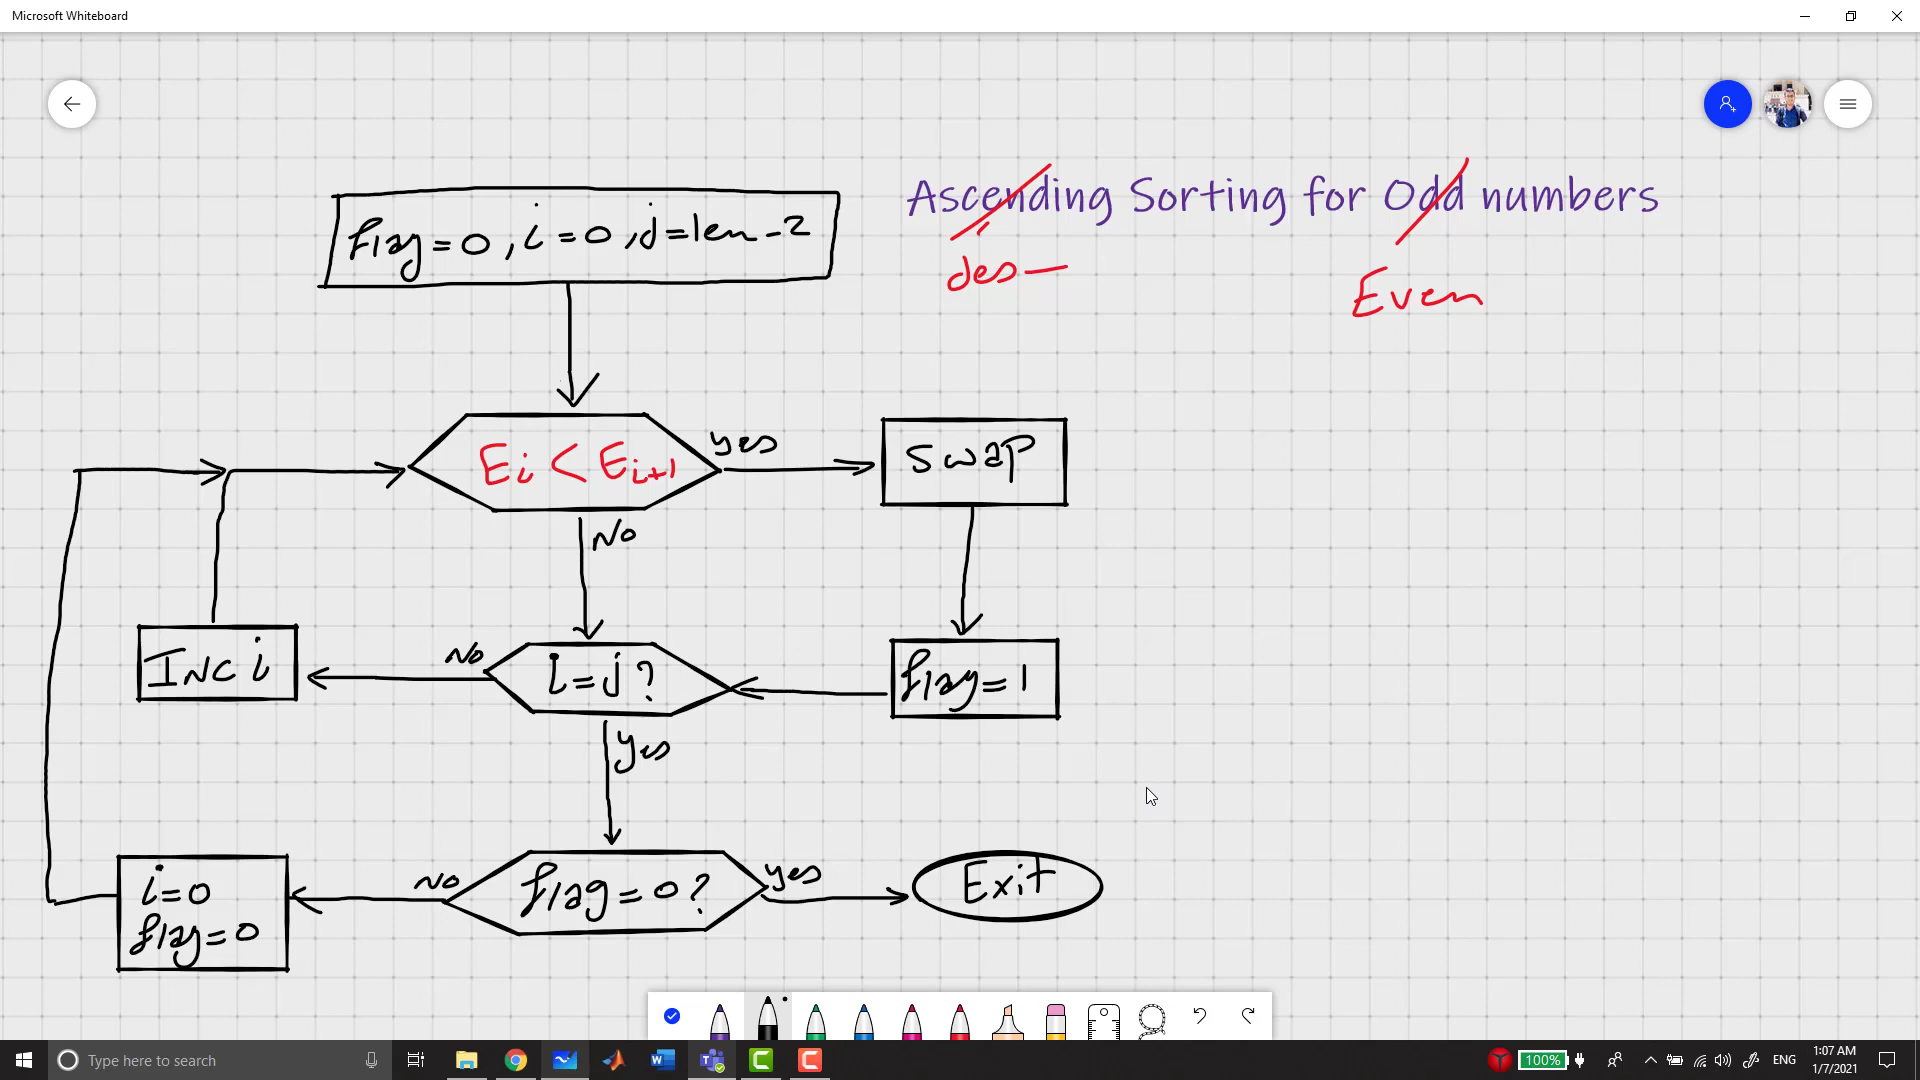 Microsoft Whiteboard
Ascending Sorting for Odd numbers
des
Even
flag = 0 , i = 0 , j = len - 2
Ei < Ei+1
yes
swap
No
INC i
No
i = j ?
flag = 1
yes
i = 0
flag = 0
No
flag = 0 ?
yes
Exit
Type here to search
100%
ENG
1:07 AM
1/7/2021